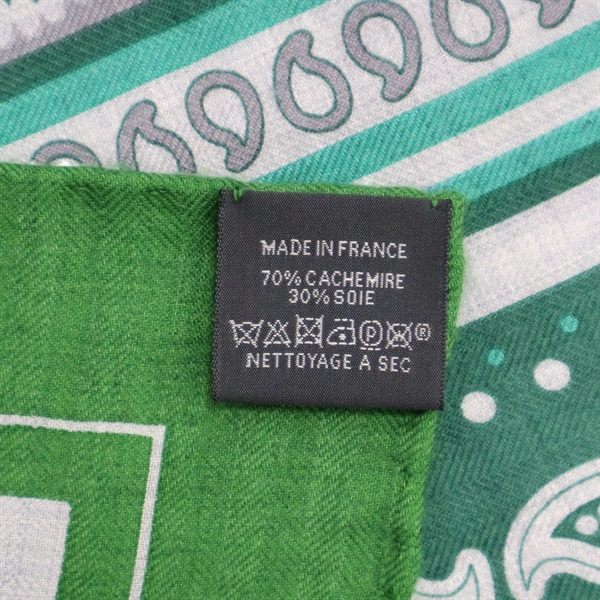 MADE IN FRANCE
70% CACHEMIRE
30% SOIE
P ®
NETTOYAGE A SEC